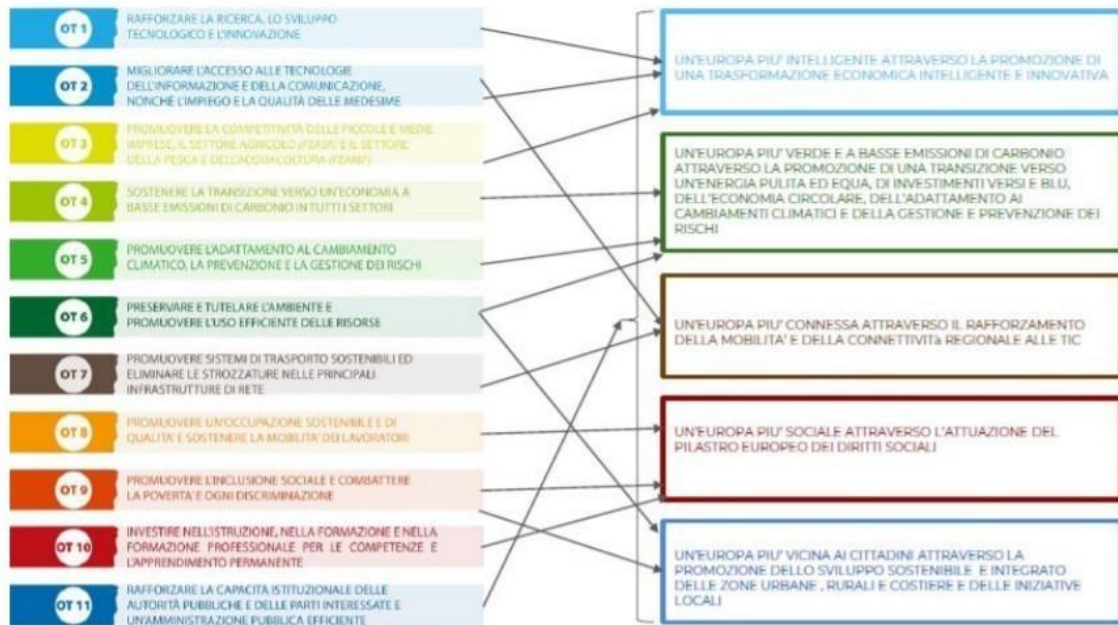 OT 1
RAFFORZARE LA RICERCA, LO SVILUPPO
TECNOLOGICO E L'INNOVAZIONE
OT 2
MIGLIORARE L'ACCESSO ALLE TECNOLOGIE
DELL'INFORMAZIONE E DELLA COMUNICAZIONE,
NONCHÉ L'IMPIEGO E LA QUALITÀ DELLE MEDESIME
OT 3
PROMUOVERE LA COMPETITIVITÀ DELLE PICCOLE E MEDIE
IMPRESE, IL SETTORE AGRICOLO (FEASR) E IL SETTORE
DELLA PESCA E DELL'ACQUACOLTURA (FEAMP)
OT 4
SOSTENERE LA TRANSIZIONE VERSO UN'ECONOMIA A
BASSE EMISSIONI DI CARBONIO IN TUTTI I SETTORI
OT 5
PROMUOVERE L'ADATTAMENTO AL CAMBIAMENTO
CLIMATICO, LA PREVENZIONE E LA GESTIONE DEI RISCHI
OT 6
PRESERVARE E TUTELARE L'AMBIENTE E
PROMUOVERE L'USO EFFICIENTE DELLE RISORSE
OT 7
PROMUOVERE SISTEMI DI TRASPORTO SOSTENIBILI ED
ELIMINARE LE STROZZATURE NELLE PRINCIPALI
INFRASTRUTTURE DI RETE
OT 8
PROMUOVERE UN'OCCUPAZIONE SOSTENIBILE E DI
QUALITA' E SOSTENERE LA MOBILITA' DEI LAVORATORI
OT 9
PROMUOVERE L'INCLUSIONE SOCIALE E COMBATTERE
LA POVERTA' E OGNI DISCRIMINAZIONE
OT 10
INVESTIRE NELL'ISTRUZIONE, NELLA FORMAZIONE E NELLA
FORMAZIONE PROFESSIONALE PER LE COMPETENZE E
L'APPRENDIMENTO PERMANENTE
OT 11
RAFFORZARE LA CAPACITÀ ISTITUZIONALE DELLE
AUTORITÀ PUBBLICHE E DELLE PARTI INTERESSATE E
UN'AMMINISTRAZIONE PUBBLICA EFFICIENTE
UN'EUROPA PIU' INTELLIGENTE ATTRAVERSO LA PROMOZIONE DI
UNA TRASFORMAZIONE ECONOMICA INTELLIGENTE E INNOVATIVA
UN'EUROPA PIU' VERDE E A BASSE EMISSIONI DI CARBONIO
ATTRAVERSO LA PROMOZIONE DI UNA TRANSIZIONE VERSO
UN'ENERGIA PULITA ED EQUA, DI INVESTIMENTI VERSI E BLU,
DELL'ECONOMIA CIRCOLARE, DELL'ADATTAMENTO AI
CAMBIAMENTI CLIMATICI E DELLA GESTIONE E PREVENZIONE DEI
RISCHI
UN'EUROPA PIU' CONNESSA ATTRAVERSO IL RAFFORZAMENTO
DELLA MOBILITA' E DELLA CONNETTIVITà REGIONALE ALLE TIC
UN'EUROPA PIU' SOCIALE ATTRAVERSO L'ATTUAZIONE DEL
PILASTRO EUROPEO DEI DIRITTI SOCIALI
UN'EUROPA PIU' VICINA AI CITTADINI ATTRAVERSO LA
PROMOZIONE DELLO SVILUPPO SOSTENIBILE E INTEGRATO
DELLE ZONE URBANE , RURALI E COSTIERE E DELLE INIZIATIVE
LOCALI